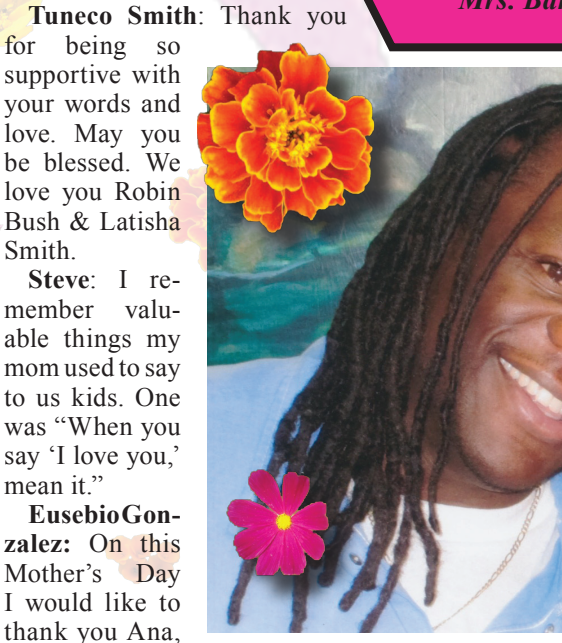 Mrs.
Tuneco Smith: Thank you
for being so
supportive with
your words and
love. May you
be blessed. We
love you Robin
Bush & Latisha
Smith.
Steve: I re-
member valu-
able things my
mom used to say
to us kids. One
was “When you
say ‘I love you,’
mean it.”
EusebioGon-
zalez: On this
Mother’s Day
I would like to
thank you Ana,